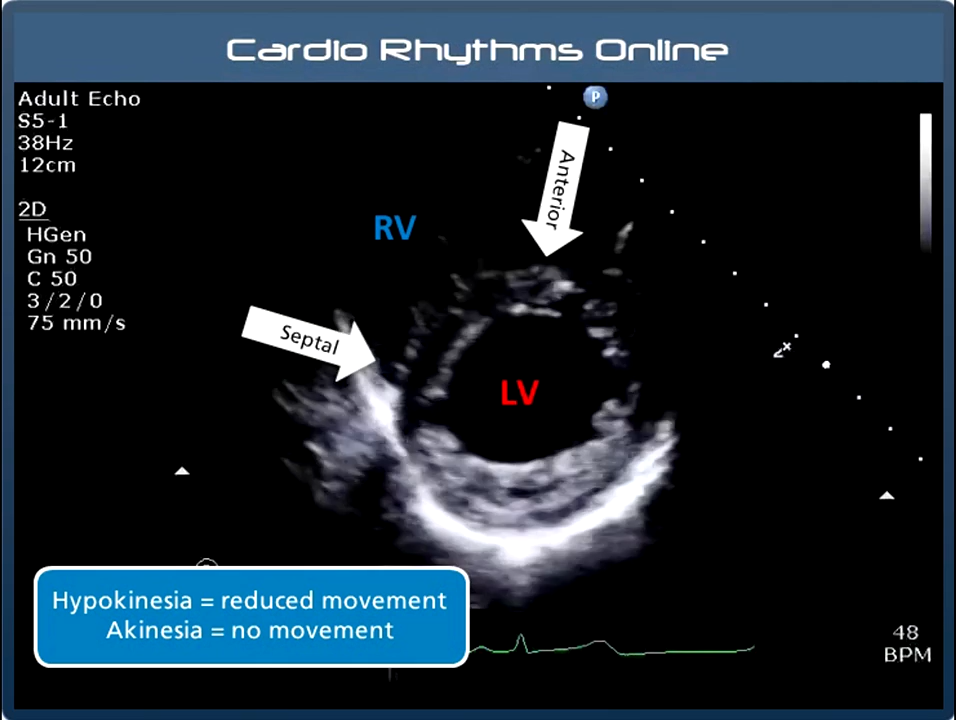 Cardio Rhythms Online
Adult Echo
S5-1
38Hz
12cm
2D
HGen
Gn 50
C 50
3/2/0
75 mm/s
P
Anterior
RV
Septal
LV
Hypokinesia = reduced movement
Akinesia = no movement
48
BPM